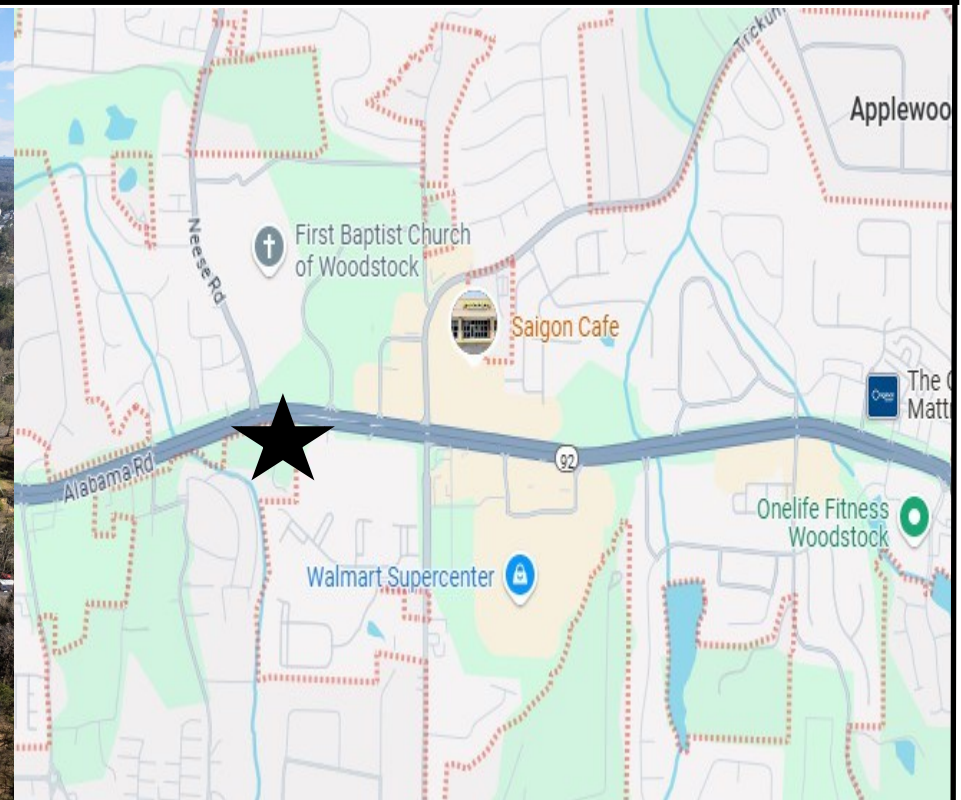 Trickum
Applewoo
Neese Rd
First Baptist Church
of Woodstock
Saigon Cafe
The
Matt
Alabama Rd
92
Onelife Fitness
Woodstock
Walmart Supercenter